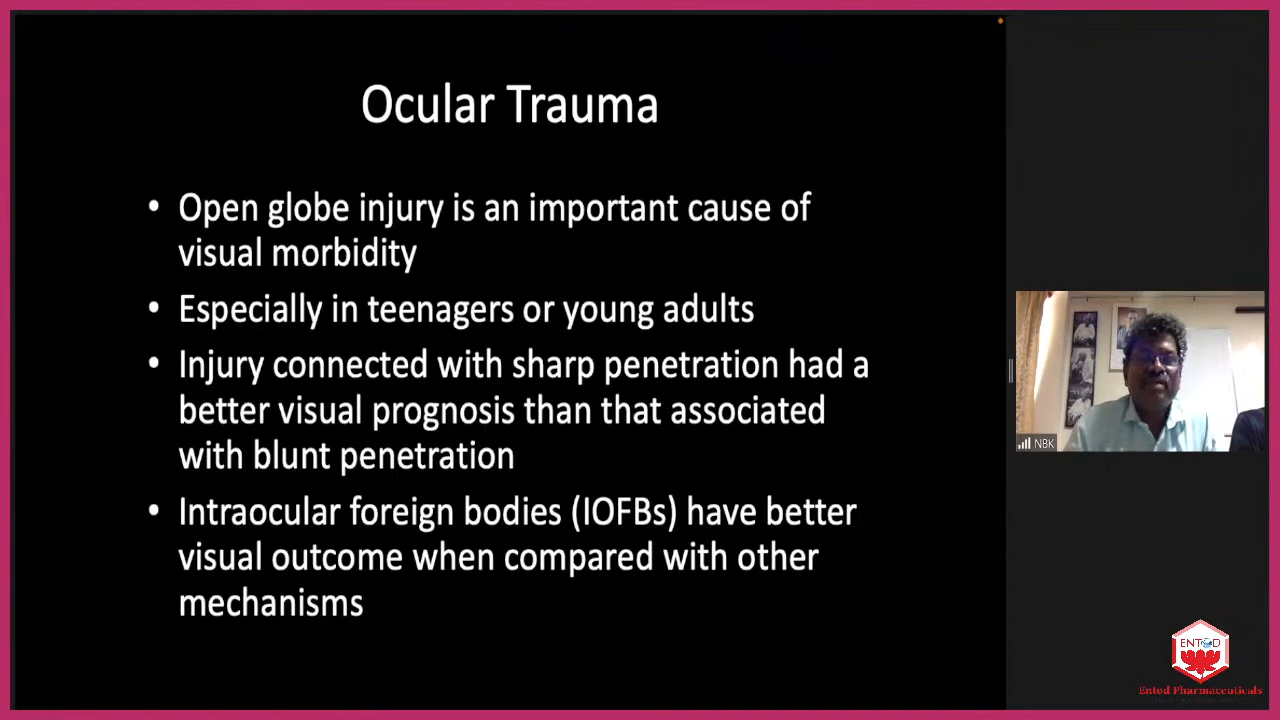 Ocular Trauma
• Open globe injury is an important cause of
visual morbidity
• Especially in teenagers or young adults
• Injury connected with sharp penetration had a
better visual prognosis than that associated
with blunt penetration
• Intraocular foreign bodies (IOFBs) have better
visual outcome when compared with other
mechanisms
NBK
ENTOD
Entod Pharmaceuticals